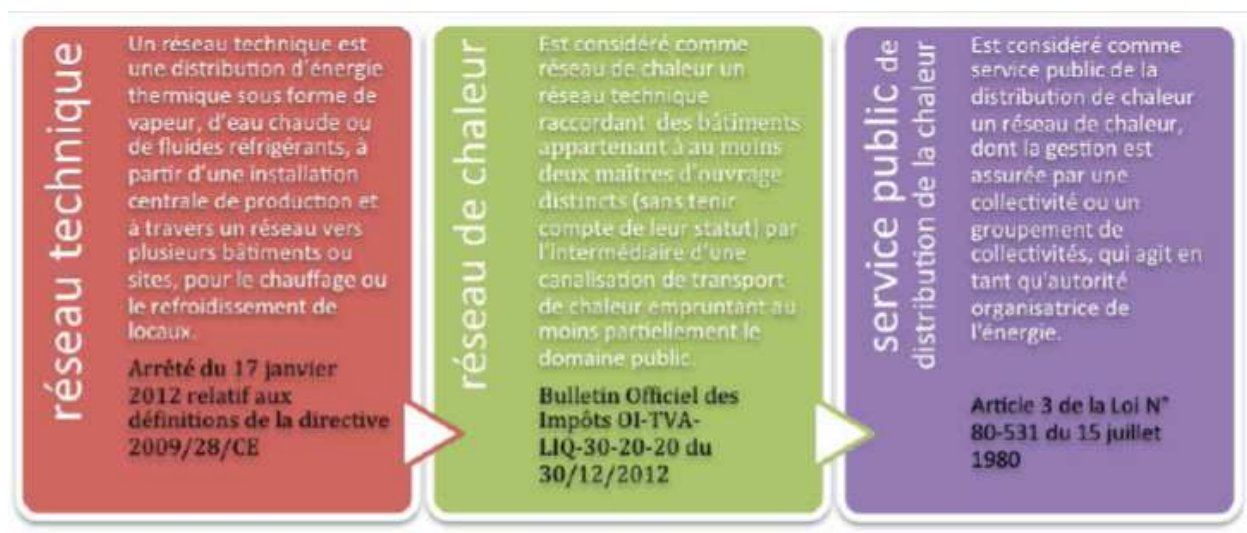 réseau technique
Un réseau technique est
une distribution d'énergie
thermique sous forme de
vapeur, d'eau chaude ou
de fluides réfrigérants, à
partir d'une installation
centrale de production et
à travers un réseau vers
plusieurs bâtiments ou
sites, pour le chauffage ou
le refroidissement de
locaux.
Arrêté du 17 janvier
2012 relatif aux
définitions de la directive
2009/28/CE
réseau de chaleur
Est considéré comme
réseau de chaleur un
réseau technique
raccordant des bâtiments
appartenant à au moins
deux maîtres d'ouvrage
distincts (sans tenir
compte de leur statut) par
l'intermédiaire d'une
canalisation de transport
de chaleur empruntant au
moins partiellement le
domaine public.
Bulletin Officiel des
Impôts OI-TVA-
LIQ-30-20-20 du
30/12/2012
service public de
distribution de la chaleur
Est considéré comme
service public de la
distribution de chaleur
un réseau de chaleur,
dont la gestion est
assurée par une
collectivité ou un
groupement de
collectivités, qui agit en
tant qu'autorité
organisatrice de
l'énergie.
Article 3 de la Loi N°
80-531 du 15 juillet
1980